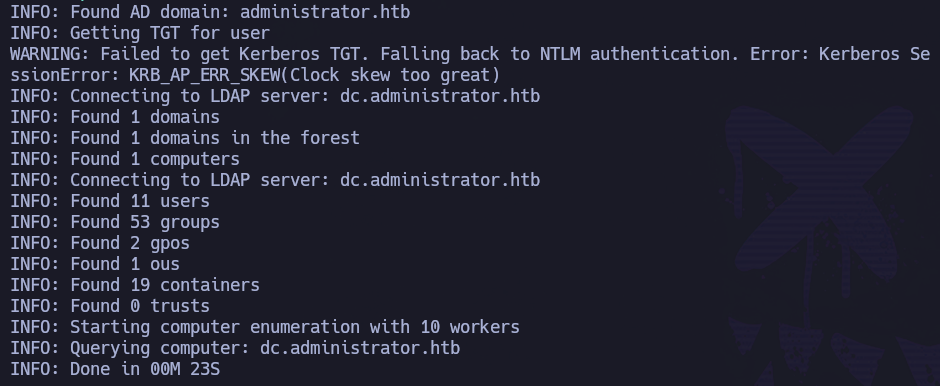 INFO: Found AD domain: administrator.htb
INFO: Getting TGT for user
WARNING: Failed to get Kerberos TGT. Falling back to NTLM authentication. Error: Kerberos Se
ssionError: KRB_AP_ERR_SKEW(Clock skew too great)
INFO: Connecting to LDAP server: dc.administrator.htb
INFO: Found 1 domains
INFO: Found 1 domains in the forest
INFO: Found 1 computers
INFO: Connecting to LDAP server: dc.administrator.htb
INFO: Found 11 users
INFO: Found 53 groups
INFO: Found 2 gpos
INFO: Found 1 ous
INFO: Found 19 containers
INFO: Found 0 trusts
INFO: Starting computer enumeration with 10 workers
INFO: Querying computer: dc.administrator.htb
INFO: Done in 00M 23S